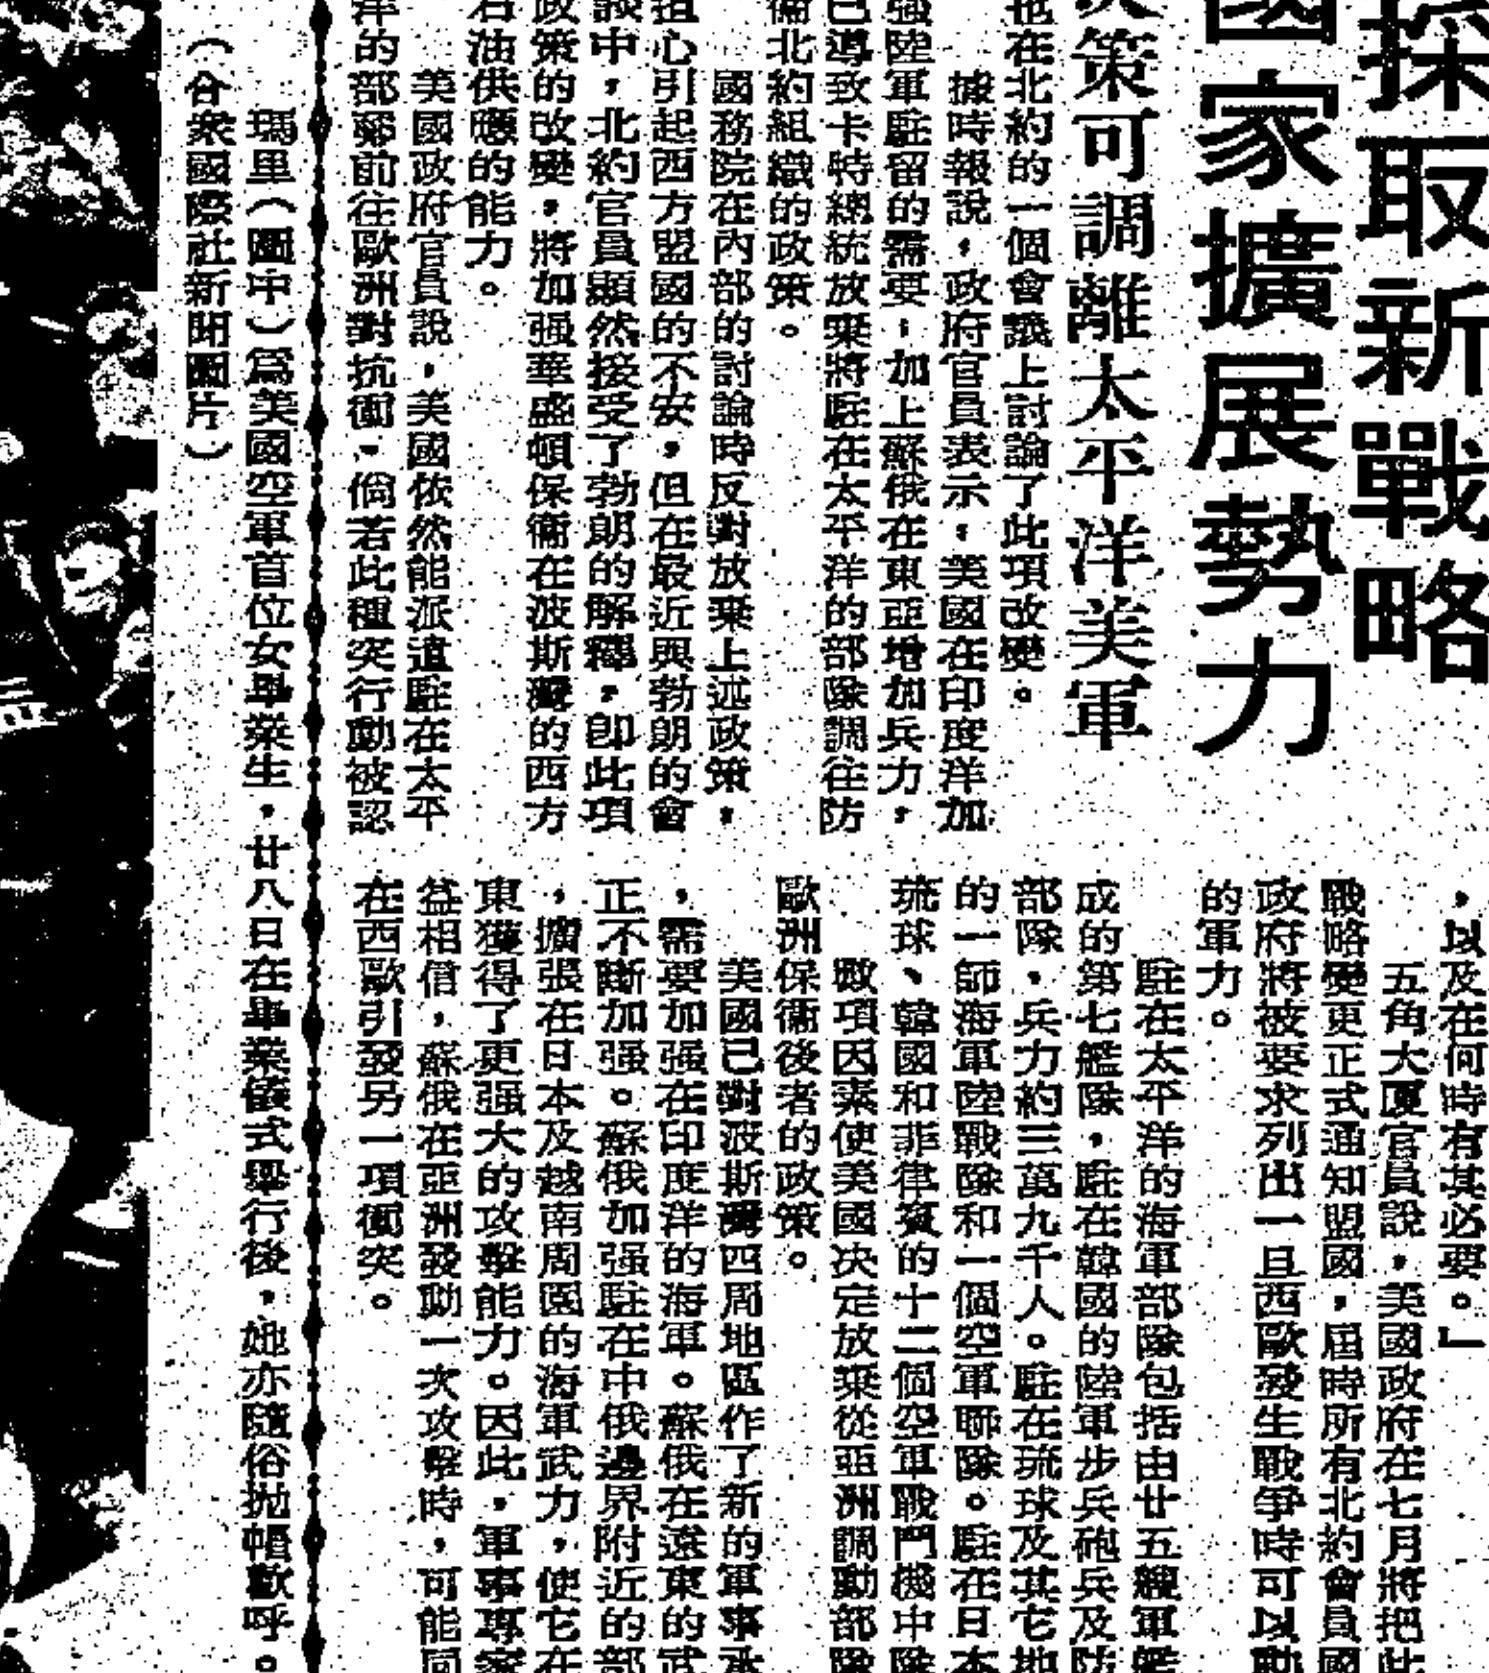 採取新戰略
國家擴展勢力
策可調離太平洋美軍
他在北約的一個會議上討論了此項改變。
據時報說,政府官員表示,美國在印度洋加
強陸軍駐留的需要,加上蘇俄在東亞增加兵力,
已導致卡特總統放棄將駐在太平洋的部隊調往防
衞北約組織的政策。
國務院在內部的討論時反對放棄上述政策,
担心引起西方盟國的不安,但在最近與勃朗的會
談中,北約官員顯然接受了勃朗的解釋,卽此項
政策的改變,將加强華盛頓保衞在波斯灣的西方
石油供應的能力。
美國政府官員說,美國依然能派遣駐在太平
洋的部隊前往歐洲對抗衝,倘若此種突行動被認
,以及在何時有其必要。」
五角大厦官員說,美國政府在七月將把此
戰略變更正式通知盟國,屆時所有北約會員國
政府將被要求列出一旦西歐發生戰爭時可以動
的軍力。
駐在太平洋的海軍部隊包括由廿五艘軍艦
成的第七艦隊,駐在韓國的陸軍步兵砲兵及防
部隊,兵力約三萬九千人。駐在琉球及其它地
的一師海軍陸戰隊和一個空軍聯隊。駐在日本
琉球、韓國和菲律賓的十二個空軍戰鬥機中隊
數項因素使美國决定放棄從亞洲調動部隊
歐洲保衞後者的政策。
美國已對波斯灣四周地區作了新的軍事承
,需要加强在印度洋的海軍。蘇俄在遠東的武
正不斷加强。蘇俄加强駐在中俄邊界附近的部
,擴張在日本及越南周圍的海軍武力,使它在
東獲得了更强大的攻擊能力。因此,軍事專家
益相信,蘇俄在亞洲發動一次攻擊時,可能同
在西歐引發另一項衝突。
瑪里(圖中)爲美國空軍首位女畢業生,廿八日在畢業儀式舉行後,她亦隨俗拋帽歡呼。
(合衆國際社新聞圖片)